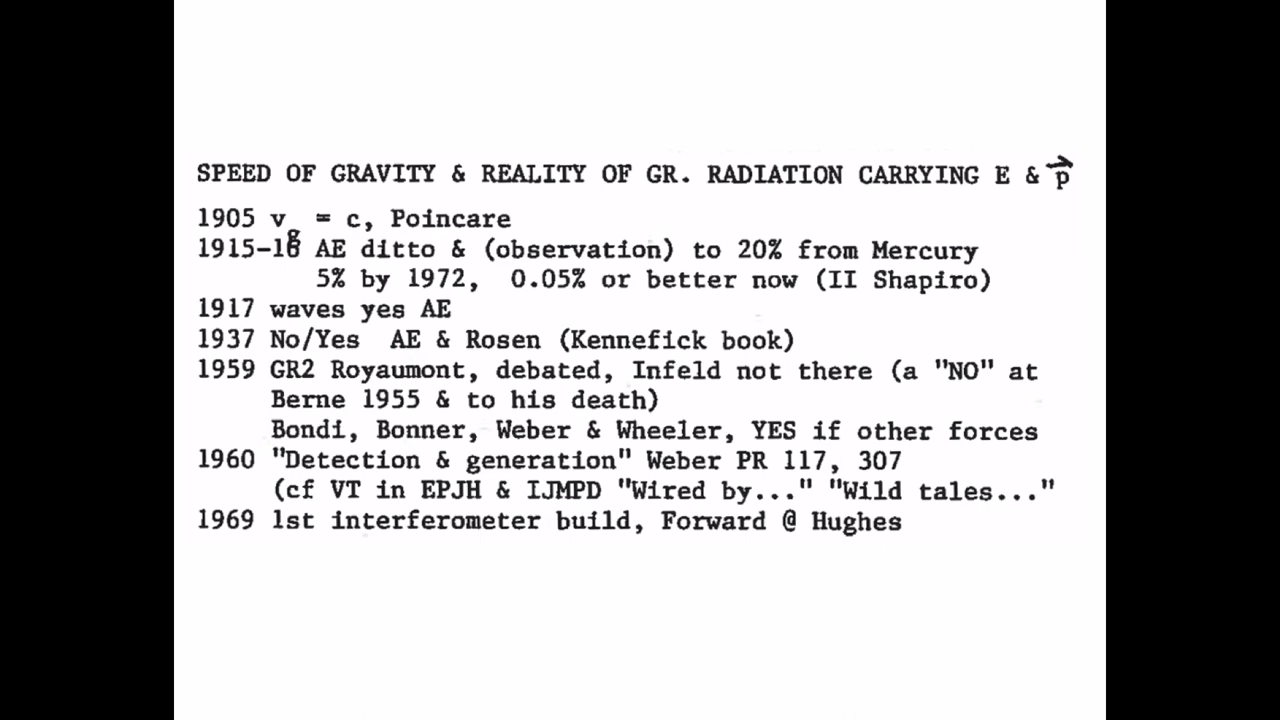 SPEED OF GRAVITY & REALITY OF GR. RADIATION CARRYING E & p⃗
1905 v_g = c, Poincare
1915-16 AE ditto & (observation) to 20% from Mercury
5% by 1972, 0.05% or better now (II Shapiro)
1917 waves yes AE
1937 No/Yes AE & Rosen (Kennefick book)
1959 GR2 Royaumont, debated, Infeld not there (a "NO" at
Berne 1955 & to his death)
Bondi, Bonner, Weber & Wheeler, YES if other forces
1960 "Detection & generation" Weber PR 117, 307
(cf VT in EPJH & IJMPD "Wired by..." "Wild tales..."
1969 1st interferometer build, Forward @ Hughes